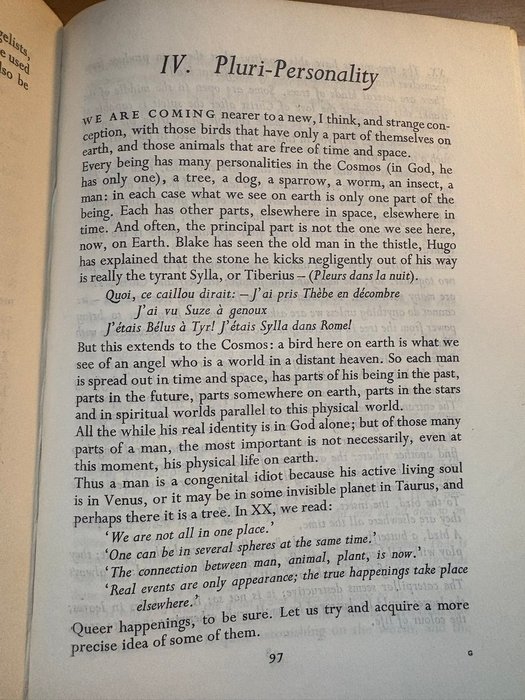 gelists,
e used
lso be
IV. Pluri-Personality
WE ARE COMING nearer to a new, I think, and strange con-
ception, with those birds that have only a part of themselves on
earth, and those animals that are free of time and space.
Every being has many personalities in the Cosmos (in God, he
has only one), a tree, a dog, a sparrow, a worm, an insect, a
man: in each case what we see on earth is only one part of the
being. Each has other parts, elsewhere in space, elsewhere in
time. And often, the principal part is not the one we see here,
now, on Earth. Blake has seen the old man in the thistle, Hugo
has explained that the stone he kicks negligently out of his way
is really the tyrant Sylla, or Tiberius – (Pleurs dans la nuit).
Quoi, ce caillou dirait: – J'ai pris Thèbe en décombre
J'ai vu Suze à genoux
J'étais Bélus à Tyr! J'étais Sylla dans Rome!
But this extends to the Cosmos: a bird here on earth is what we
see of an angel who is a world in a distant heaven. So each man
is spread out in time and space, has parts of his being in the past,
parts in the future, parts somewhere on earth, parts in the stars
and in spiritual worlds parallel to this physical world.
All the while his real identity is in God alone; but of those many
parts of a man, the most important is not necessarily, even at
this moment, his physical life on earth.
Thus a man is a congenital idiot because his active living soul
is in Venus, or it may be in some invisible planet in Taurus, and
perhaps there it is a tree. In XX, we read:
'We are not all in one place.'
'One can be in several spheres at the same time.'
'The connection between man, animal, plant, is now.'
'Real events are only appearance; the true happenings take place
elsewhere.'
Queer happenings, to be sure. Let us try and acquire a more
precise idea of some of them.
97
G